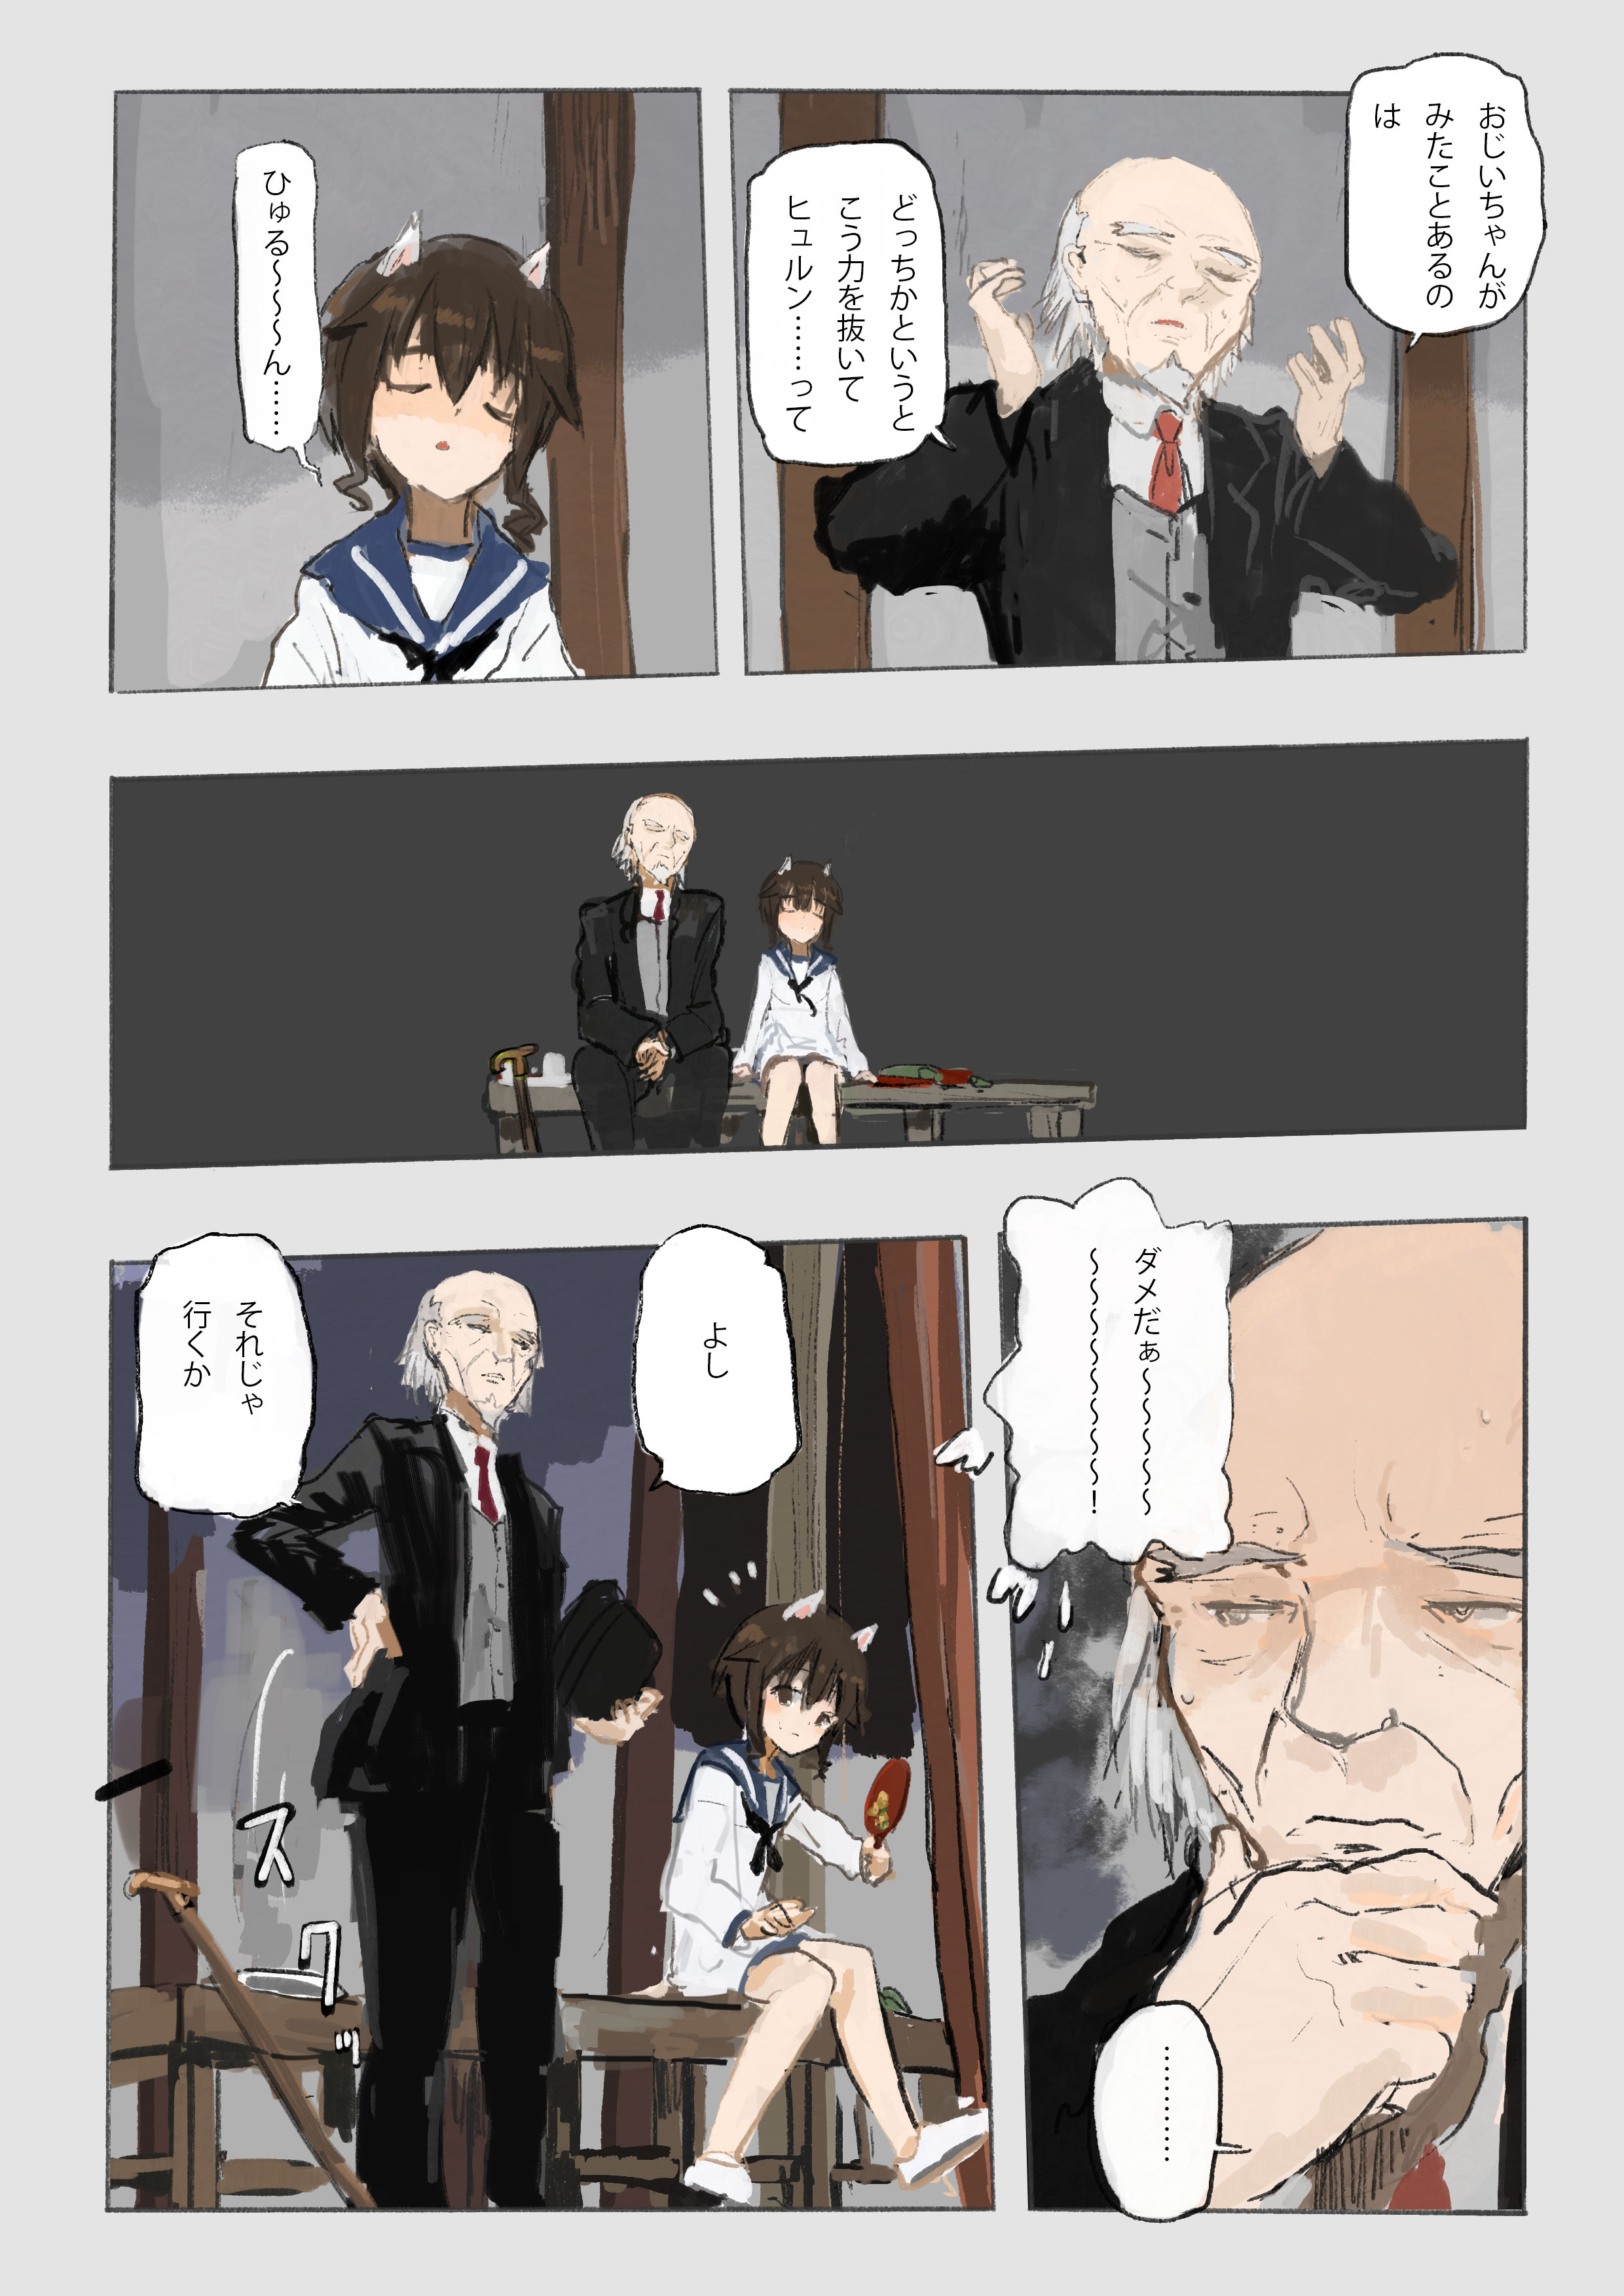 おじいちゃんが
みたことあるの
は
どっちかというと
こう力を抜いて
ヒュルン……って
ひゅる～～～ん……
ダメだぁ～～～～～
～～～～～～～～！
…………
よし
それじゃ
行くか
スクッ